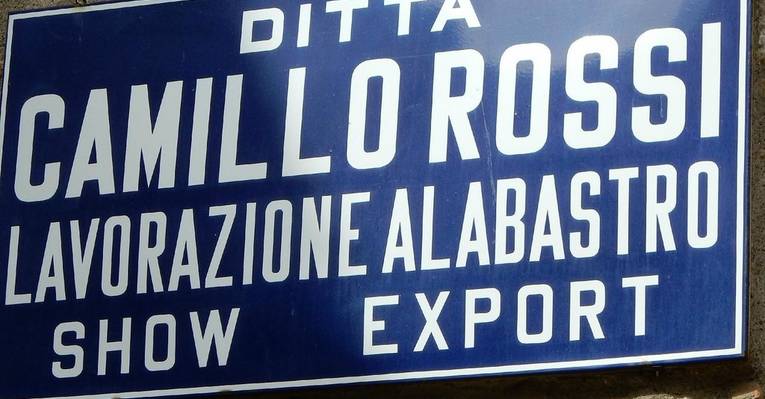 DITTA
CAMILLO ROSSI
LAVORAZIONE ALABASTRO
SHOW EXPORT